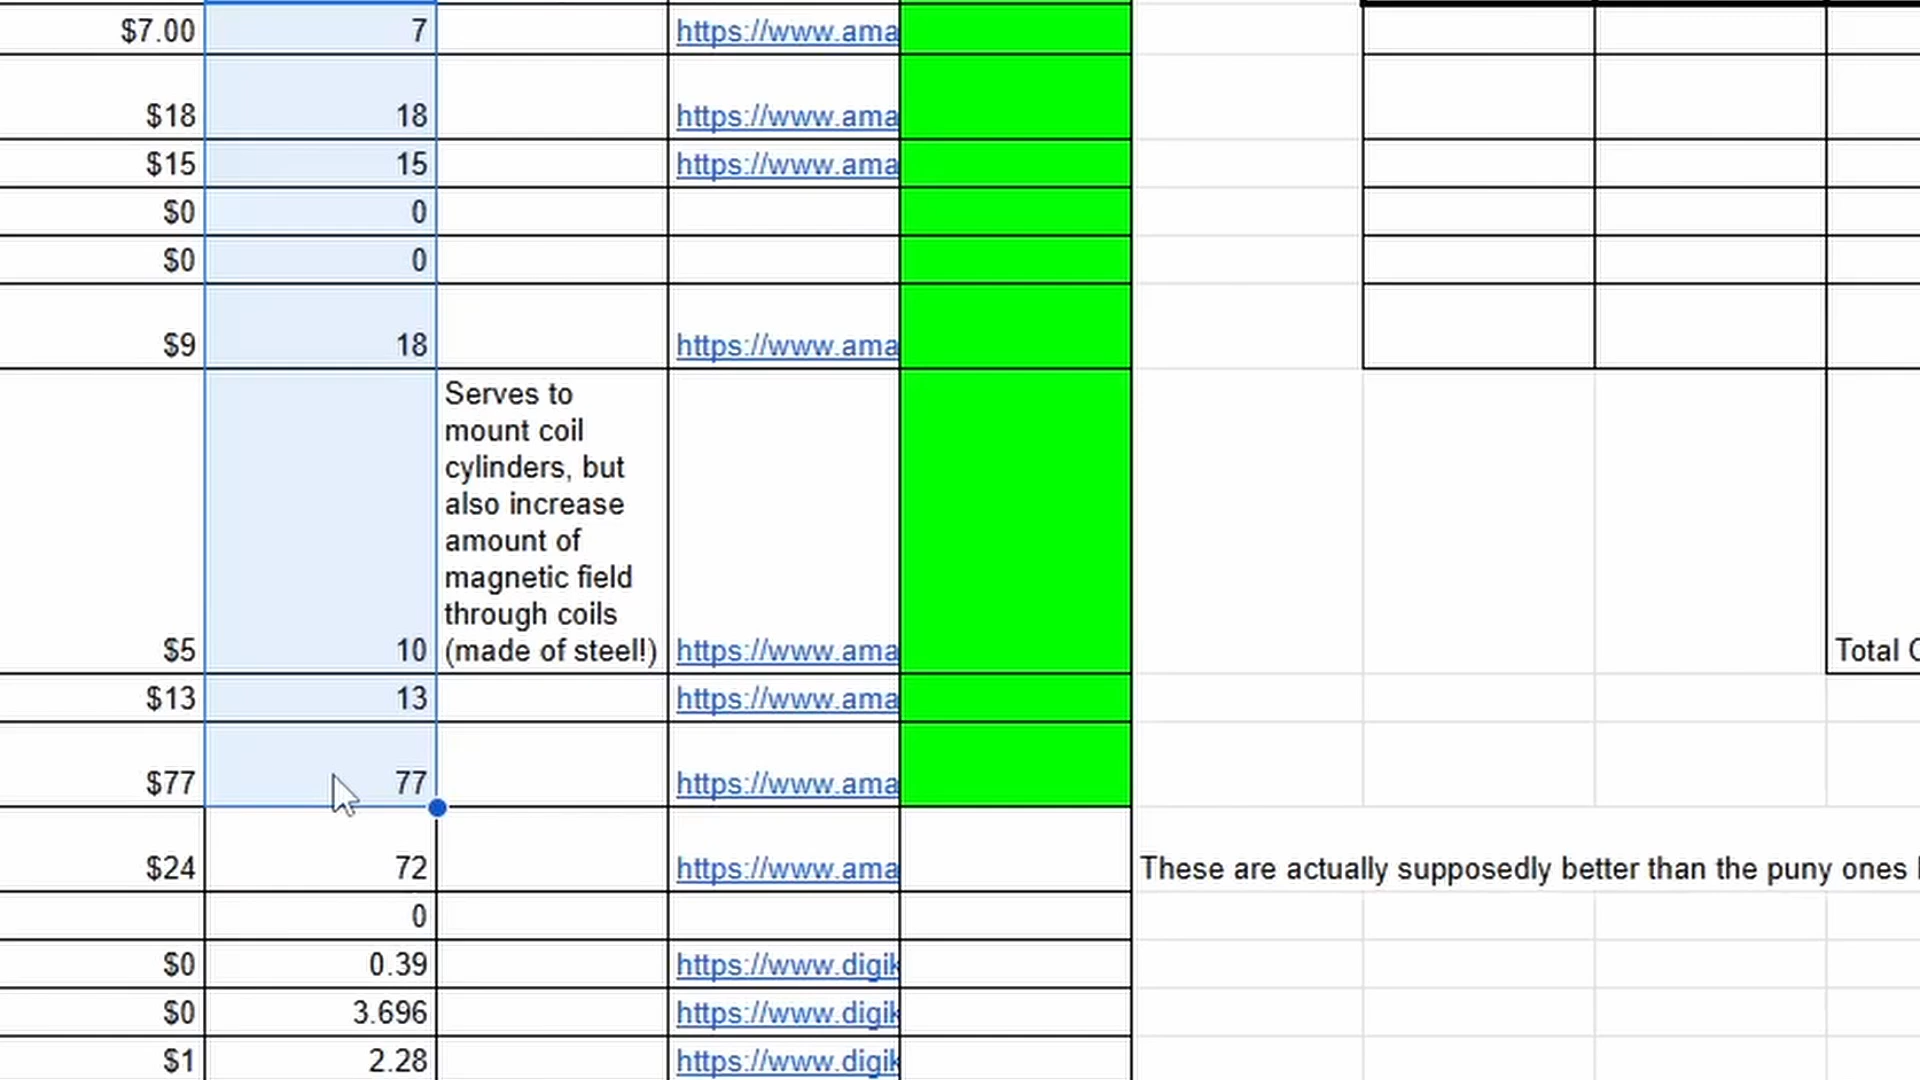 $7.00 7 https://www.ama
$18 18 https://www.ama
$15 15 https://www.ama
$0 0
$0 0
$9 18 https://www.ama
Serves to
mount coil
cylinders, but
also increase
amount of
magnetic field
through coils
$5 10 (made of steel!) https://www.ama Total
$13 13 https://www.ama
$77 77 https://www.ama
$24 72 https://www.ama These are actually supposedly better than the puny ones
0
$0 0.39 https://www.digik
$0 3.696 https://www.digik
$1 2.28 https://www.digik